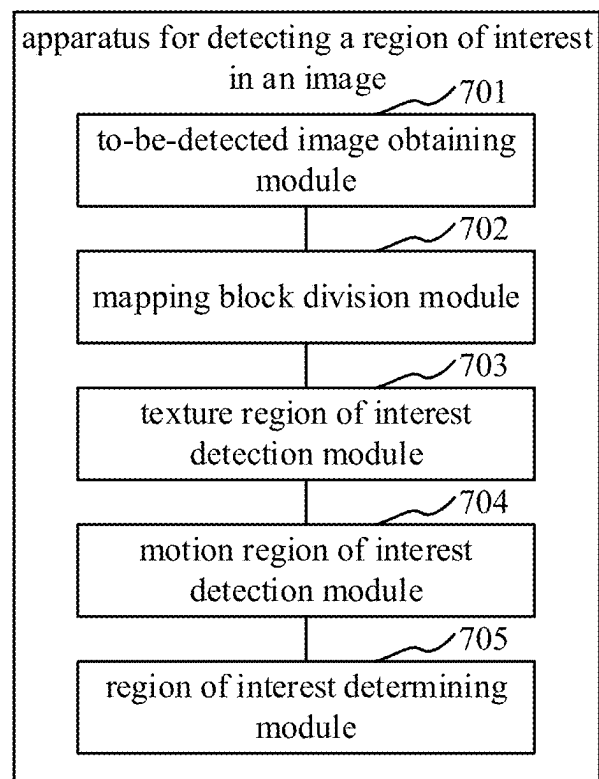 apparatus for detecting a region of interest
in an image
701
to-be-detected image obtaining
module
702
mapping block division module
703
texture region of interest
detection module
704
motion region of interest
detection module
705
region of interest determining
module